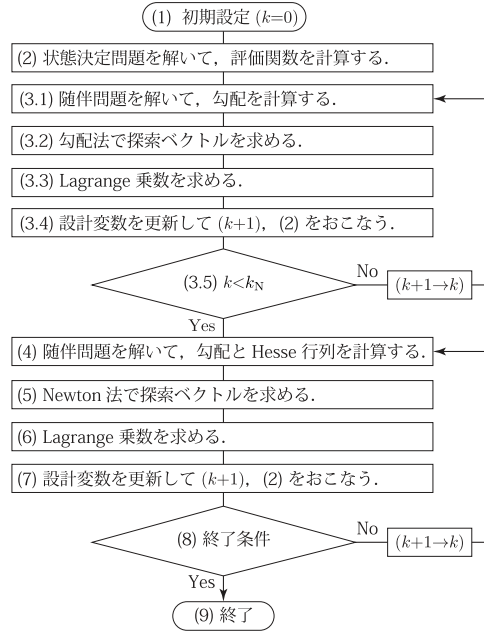 (1) 初期設定 (k=0)
(2) 状態決定問題を解いて，評価関数を計算する．
(3.1) 随伴問題を解いて，勾配を計算する．
(3.2) 勾配法で探索ベクトルを求める．
(3.3) Lagrange 乗数を求める．
(3.4) 設計変数を更新して (k+1)，(2) をおこなう．
(3.5) k<kN
No
(k+1→k)
Yes
(4) 随伴問題を解いて，勾配と Hesse 行列を計算する．
(5) Newton 法で探索ベクトルを求める．
(6) Lagrange 乗数を求める．
(7) 設計変数を更新して (k+1)，(2) をおこなう．
(8) 終了条件
No
(k+1→k)
Yes
(9) 終了